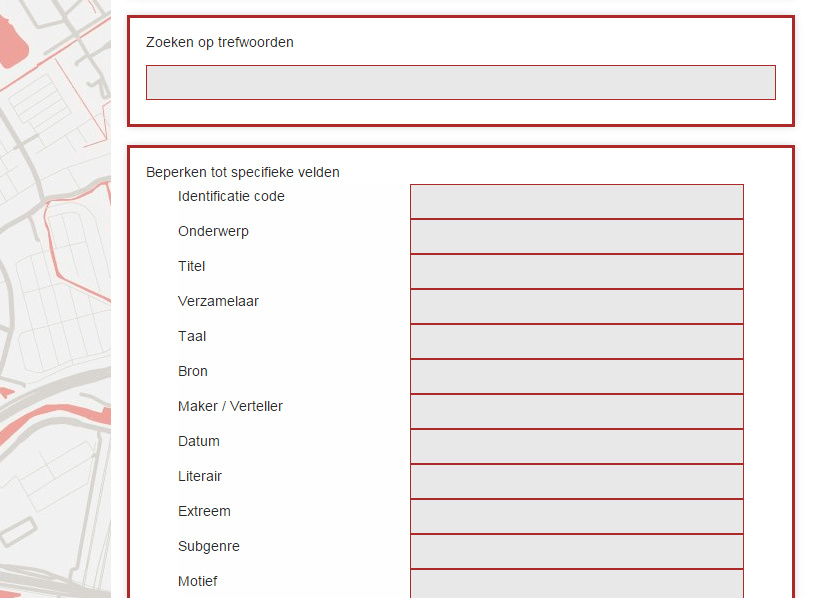 Zoeken op trefwoorden
Beperken tot specifieke velden
Identificatie code
Onderwerp
Titel
Verzamelaar
Taal
Bron
Maker / Verteller
Datum
Literair
Extreem
Subgenre
Motief